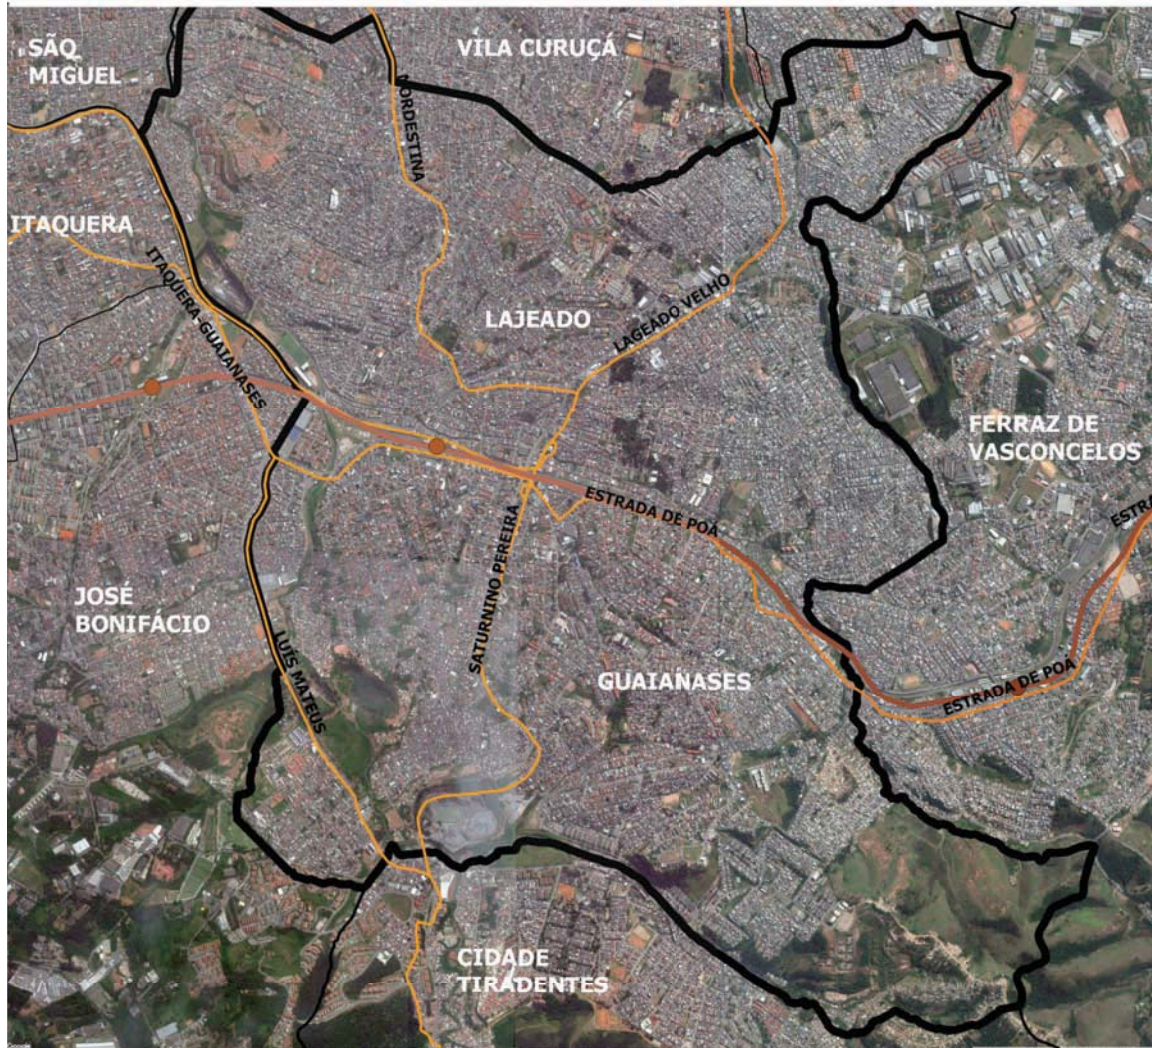 SÃO
MIGUEL
VILA CURUÇÁ
NORDESTINA
ITAQUERA
ITAQUERA-GUAIANASES
LAJEADO
LAGEADO VELHO
FERRAZ DE
VASCONCELOS
ESTRADA DE POÁ
ESTRA
SATURNINO PEREIRA
JOSÉ
BONIFÁCIO
LUÍS MATEUS
GUAIANASES
ESTRADA DE POÁ
CIDADE
TIRADENTES